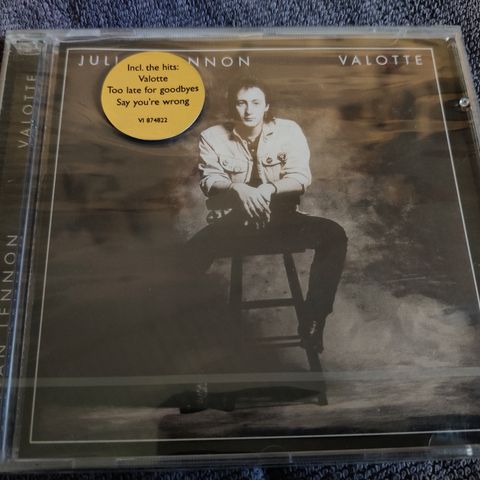 JULI NNON VALOTTE
Incl. the hits:
Valotte
Too late for goodbyes
Say you're wrong
VI 874822
VALOTTE
AN LENNON